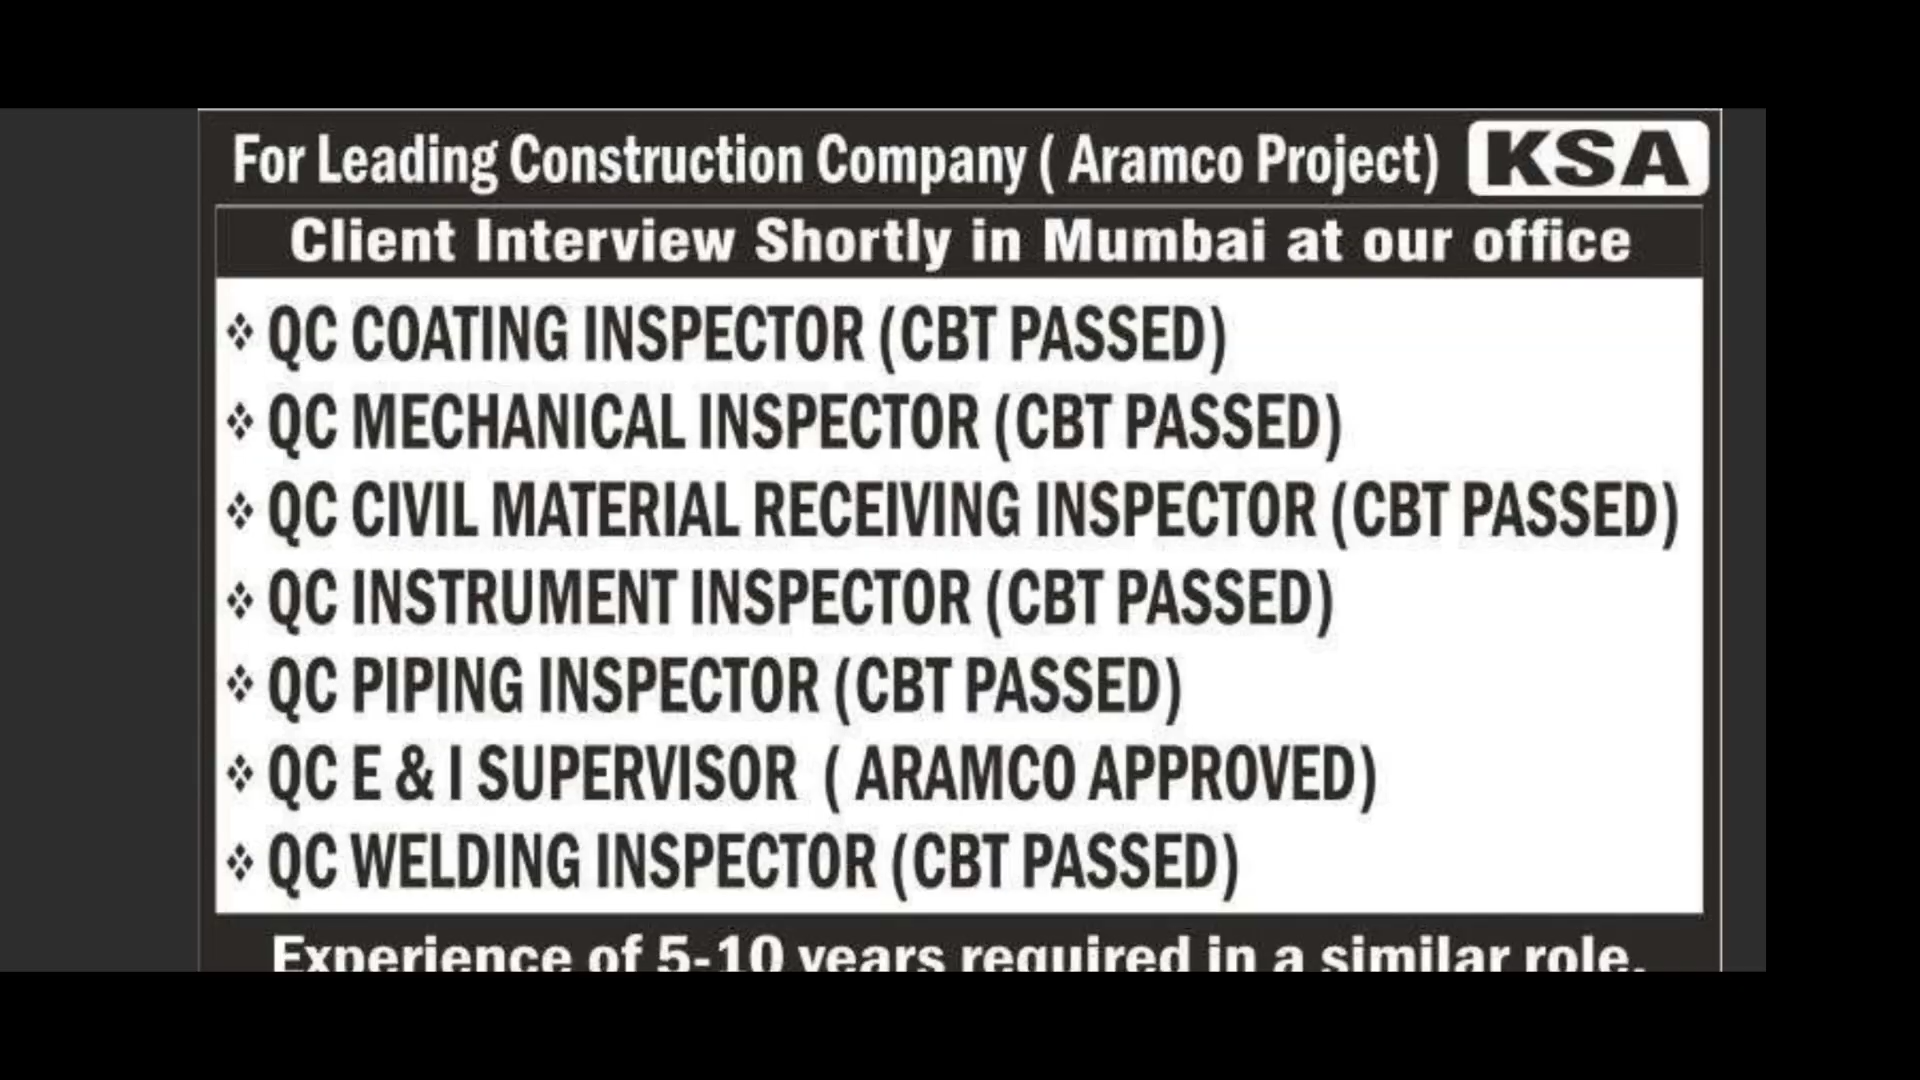 For Leading Construction Company ( Aramco Project) KSA
Client Interview Shortly in Mumbai at our office
❖ QC COATING INSPECTOR (CBT PASSED)
❖ QC MECHANICAL INSPECTOR (CBT PASSED)
❖ QC CIVIL MATERIAL RECEIVING INSPECTOR (CBT PASSED)
❖ QC INSTRUMENT INSPECTOR (CBT PASSED)
❖ QC PIPING INSPECTOR (CBT PASSED)
❖ QC E & I SUPERVISOR ( ARAMCO APPROVED)
❖ QC WELDING INSPECTOR (CBT PASSED)
Experience of 5-10 years required in a similar role.